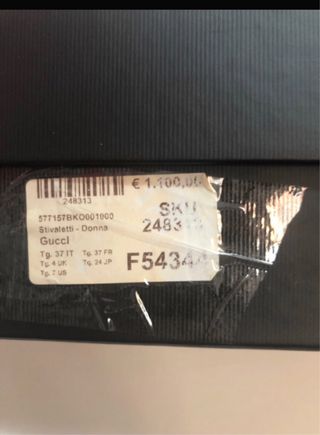 € 1.100,00
248313
577157BKO001000
Stivaletti - Donna
Gucci
SKU
Tg. 37 IT Tg. 37 FR
Tg. 4 UK Tg. 24 JP
Tg. 7 US